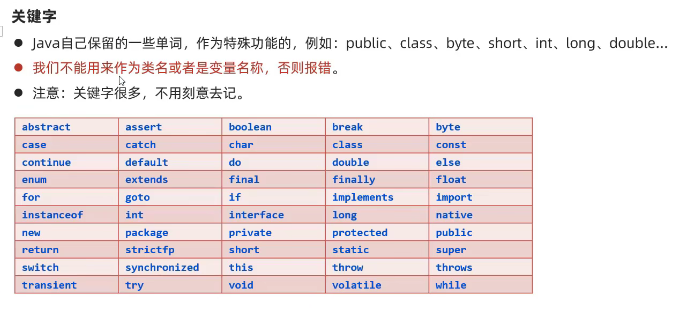 关键字
● Java自己保留的一些单词，作为特殊功能的，例如：public、class、byte、short、int、long、double...
● 我们不能用来作为类名或者是变量名称，否则报错。
● 注意：关键字很多，不用刻意去记。
abstract assert boolean break byte
case catch char class const
continue default do double else
enum extends final finally float
for goto if implements import
instanceof int interface long native
new package private protected public
return strictfp short static super
switch synchronized this throw throws
transient try void volatile while